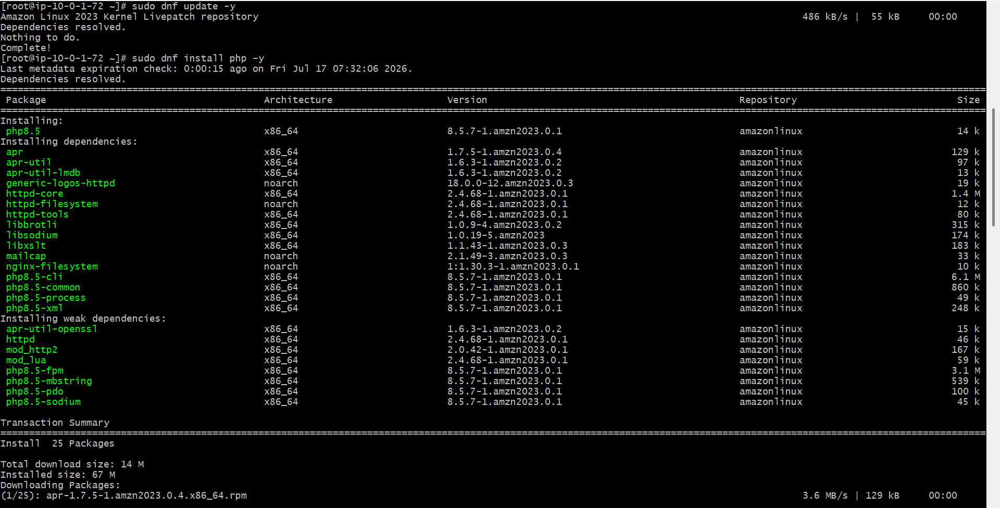 [root@ip-10-0-1-72 ~]# sudo dnf update -y
Amazon Linux 2023 Kernel Livepatch repository 486 kB/s | 55 kB 00:00
Dependencies resolved.
Nothing to do.
Complete!
[root@ip-10-0-1-72 ~]# sudo dnf install php -y
Last metadata expiration check: 0:00:15 ago on Fri Jul 17 07:32:06 2026.
Dependencies resolved.
Package Architecture Version Repository Size
Installing:
php8.5 x86_64 8.5.7-1.amzn2023.0.1 amazonlinux 14 k
Installing dependencies:
apr x86_64 1.7.5-1.amzn2023.0.4 amazonlinux 129 k
apr-util x86_64 1.6.3-1.amzn2023.0.2 amazonlinux 97 k
apr-util-lmdb x86_64 1.6.3-1.amzn2023.0.2 amazonlinux 13 k
generic-logos-httpd noarch 18.0.0-12.amzn2023.0.3 amazonlinux 19 k
httpd-core x86_64 2.4.68-1.amzn2023.0.1 amazonlinux 1.4 M
httpd-filesystem noarch 2.4.68-1.amzn2023.0.1 amazonlinux 12 k
httpd-tools x86_64 2.4.68-1.amzn2023.0.1 amazonlinux 80 k
libbrotli x86_64 1.0.9-4.amzn2023.0.2 amazonlinux 315 k
libsodium x86_64 1.0.19-5.amzn2023 amazonlinux 174 k
libxslt x86_64 1.1.43-1.amzn2023.0.3 amazonlinux 183 k
mailcap noarch 2.1.49-3.amzn2023.0.3 amazonlinux 33 k
nginx-filesystem noarch 1:1.30.3-1.amzn2023.0.1 amazonlinux 10 k
php8.5-cli x86_64 8.5.7-1.amzn2023.0.1 amazonlinux 6.1 M
php8.5-common x86_64 8.5.7-1.amzn2023.0.1 amazonlinux 860 k
php8.5-process x86_64 8.5.7-1.amzn2023.0.1 amazonlinux 49 k
php8.5-xml x86_64 8.5.7-1.amzn2023.0.1 amazonlinux 248 k
Installing weak dependencies:
apr-util-openssl x86_64 1.6.3-1.amzn2023.0.2 amazonlinux 15 k
httpd x86_64 2.4.68-1.amzn2023.0.1 amazonlinux 46 k
mod_http2 x86_64 2.0.42-1.amzn2023.0.1 amazonlinux 167 k
mod_lua x86_64 2.4.68-1.amzn2023.0.1 amazonlinux 59 k
php8.5-fpm x86_64 8.5.7-1.amzn2023.0.1 amazonlinux 3.1 M
php8.5-mbstring x86_64 8.5.7-1.amzn2023.0.1 amazonlinux 539 k
php8.5-pdo x86_64 8.5.7-1.amzn2023.0.1 amazonlinux 100 k
php8.5-sodium x86_64 8.5.7-1.amzn2023.0.1 amazonlinux 45 k
Transaction Summary
Install 25 Packages
Total download size: 14 M
Installed size: 67 M
Downloading Packages:
(1/25): apr-1.7.5-1.amzn2023.0.4.x86_64.rpm 3.6 MB/s | 129 kB 00:00